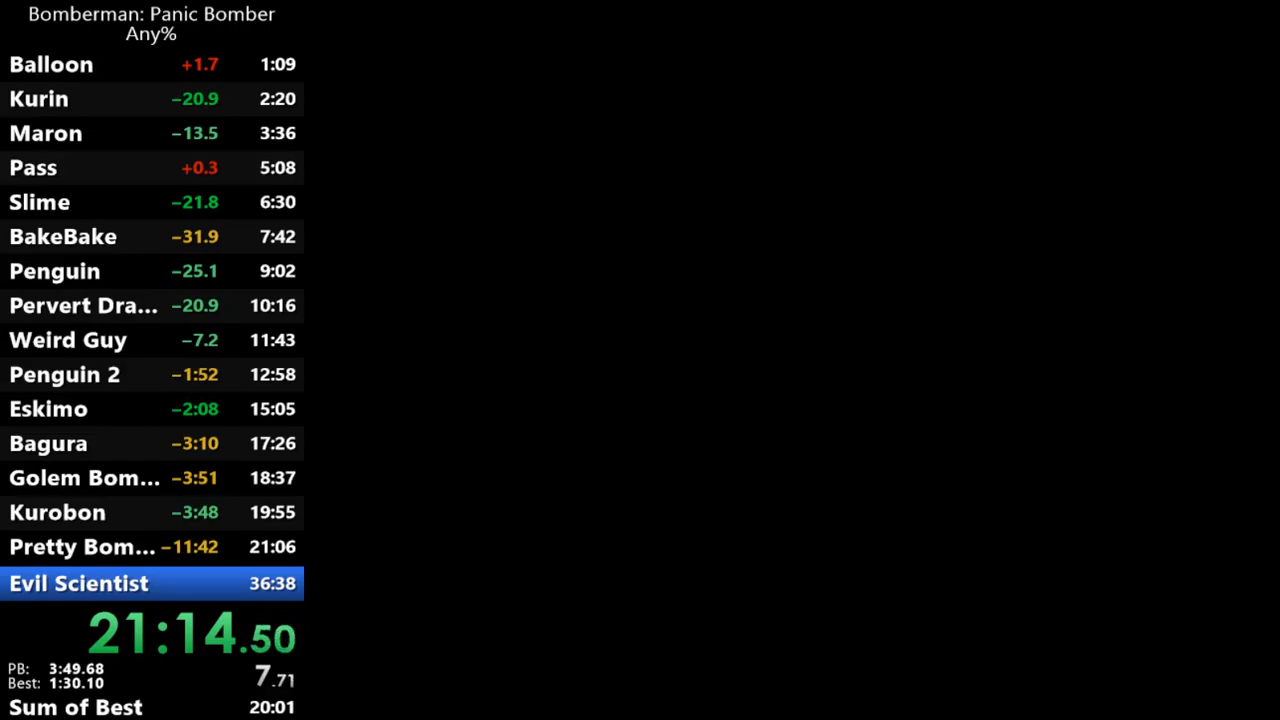 Bomberman: Panic Bomber
Any%
Balloon +1.7 1:09
Kurin −20.9 2:20
Maron −13.5 3:36
Pass +0.3 5:08
Slime −21.8 6:30
BakeBake −31.9 7:42
Penguin −25.1 9:02
Pervert Dra... −20.9 10:16
Weird Guy −7.2 11:43
Penguin 2 −1:52 12:58
Eskimo −2:08 15:05
Bagura −3:10 17:26
Golem Bom... −3:51 18:37
Kurobon −3:48 19:55
Pretty Bom... −11:42 21:06
Evil Scientist 36:38
21:14.50
PB: 3:49.68
Best: 1:30.10 7.71
Sum of Best 20:01